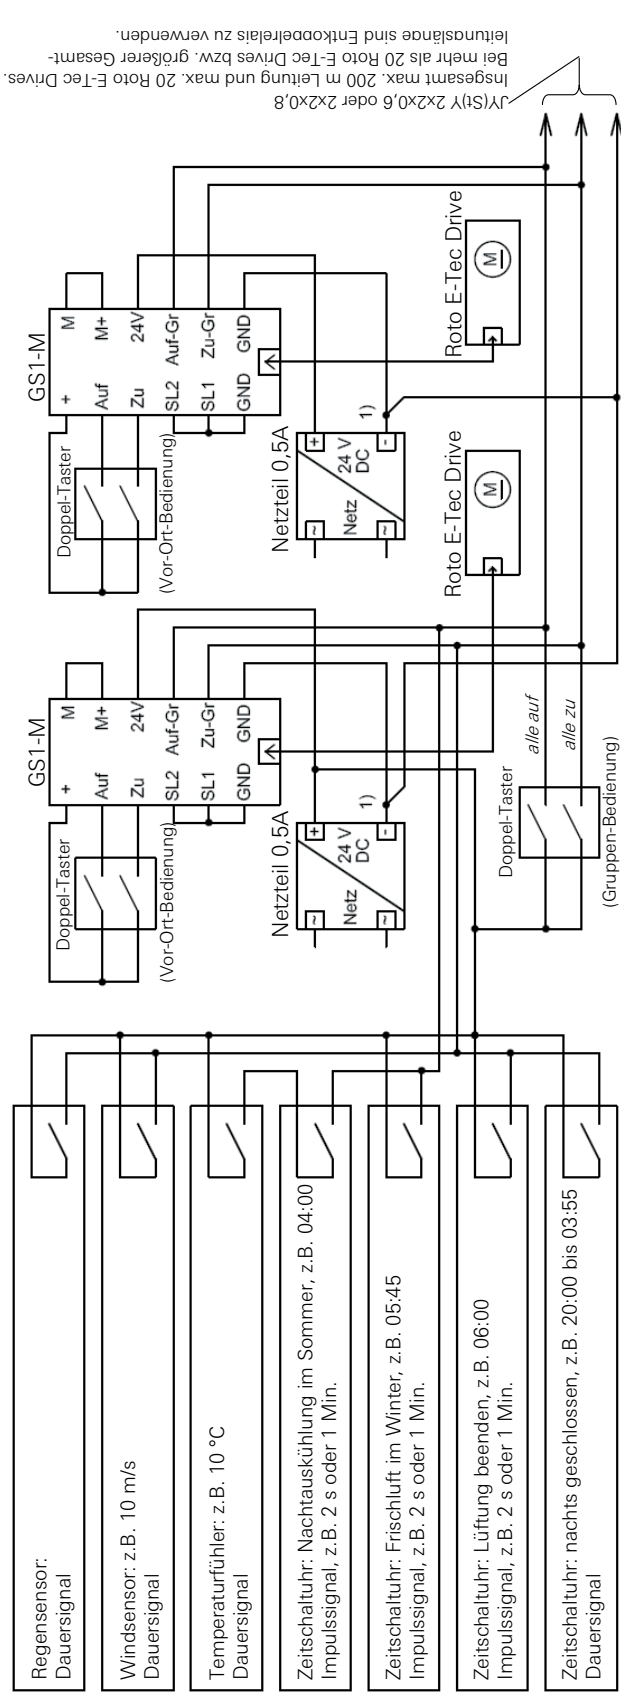 JY(St)Y 2x2x0,6 oder 2x2x0,8
Insgesamt max. 200 m Leitung und max. 20 Roto E-Tec Drives.
Bei mehr als 20 Roto E-Tec Drives bzw. größerer Gesamt-
leitungslänge sind Entkoppelrelais zu verwenden.
GS1-M
+
Auf
Zu
SL2
SL1
GND
M
M+
24V
Auf-Gr
Zu-Gr
GND
Doppel-Taster
(Vor-Ort-Bedienung)
Netzteil 0,5A
~
Netz
~
+
24 V
DC
-
1)
Roto E-Tec Drive
M
GS1-M
+
Auf
Zu
SL2
SL1
GND
M
M+
24V
Auf-Gr
Zu-Gr
GND
Doppel-Taster
(Vor-Ort-Bedienung)
Netzteil 0,5A
~
Netz
~
+
24 V
DC
-
1)
Roto E-Tec Drive
M
Doppel-Taster
(Gruppen-Bedienung)
alle auf
alle zu
Regensensor:
Dauersignal
Windsensor: z.B. 10 m/s
Dauersignal
Temperaturfühler: z.B. 10 °C
Dauersignal
Zeitschaltuhr: Nachtauskühlung im Sommer, z.B. 04:00
Impulssignal, z.B. 2 s oder 1 Min.
Zeitschaltuhr: Frischluft im Winter, z.B. 05:45
Impulssignal, z.B. 2 s oder 1 Min.
Zeitschaltuhr: Lüftung beenden, z.B. 06:00
Impulssignal, z.B. 2 s oder 1 Min.
Zeitschaltuhr: nachts geschlossen, z.B. 20:00 bis 03:55
Dauersignal